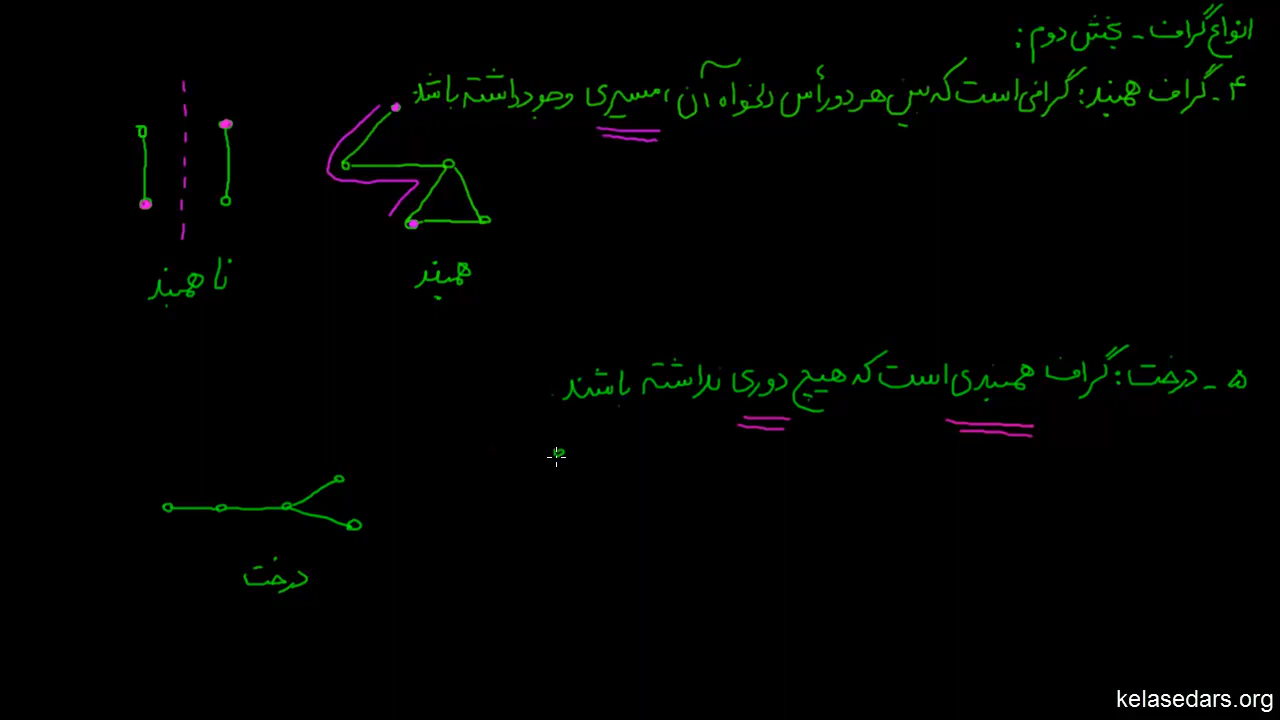 انواع گراف - بخش دوم:
۴- گراف همبند: گرافی است که بین هر دو رأس دلخواه آن، مسیری وجود داشته باشد.
ناهمبند
همبند
۵- درخت: گراف همبندی است که هیچ دوری نداشته باشند.
درخت
kelasedars.org